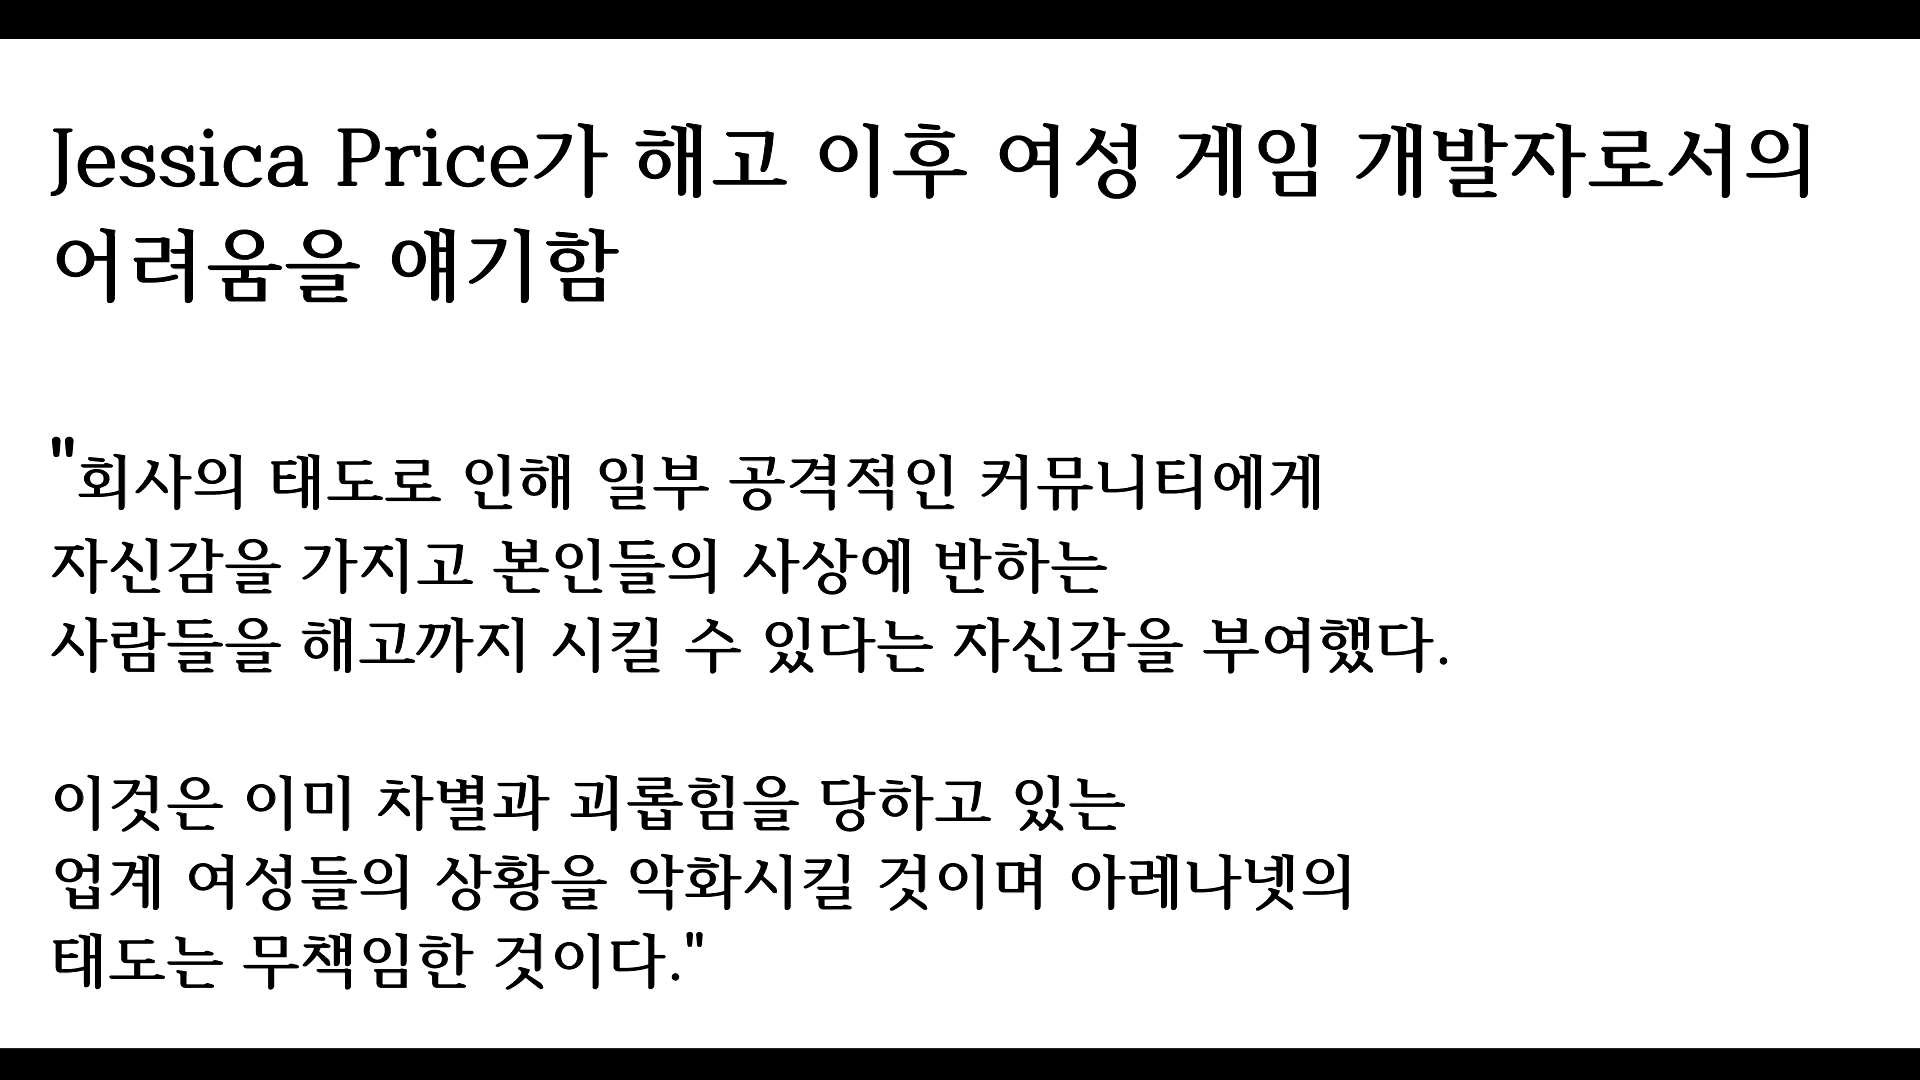 Jessica Price가 해고 이후 여성 게임 개발자로서의
어려움을 얘기함
"회사의 태도로 인해 일부 공격적인 커뮤니티에게
자신감을 가지고 본인들의 사상에 반하는
사람들을 해고까지 시킬 수 있다는 자신감을 부여했다.
이것은 이미 차별과 괴롭힘을 당하고 있는
업계 여성들의 상황을 악화시킬 것이며 아레나넷의
태도는 무책임한 것이다."